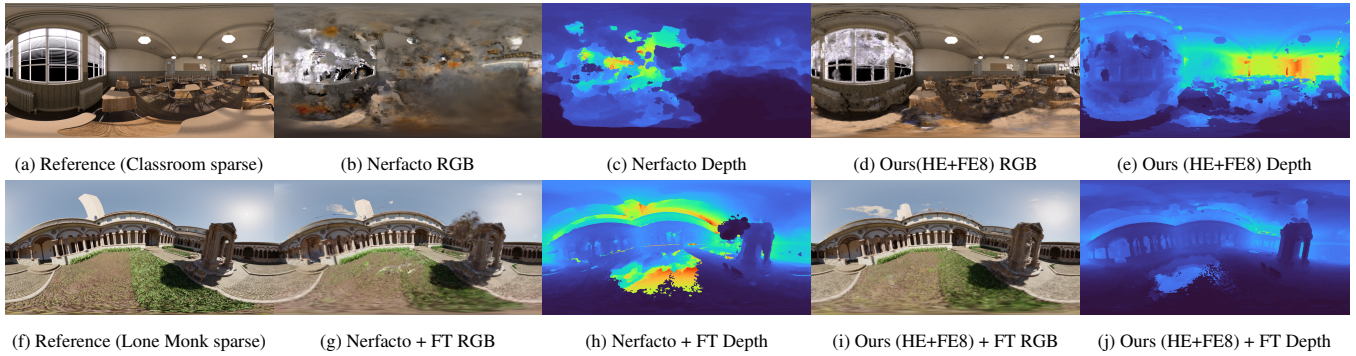 (a) Reference (Classroom sparse)
(b) Nerfacto RGB
(c) Nerfacto Depth
(d) Ours(HE+FE8) RGB
(e) Ours (HE+FE8) Depth
(f) Reference (Lone Monk sparse)
(g) Nerfacto + FT RGB
(h) Nerfacto + FT Depth
(i) Ours (HE+FE8) + FT RGB
(j) Ours (HE+FE8) + FT Depth